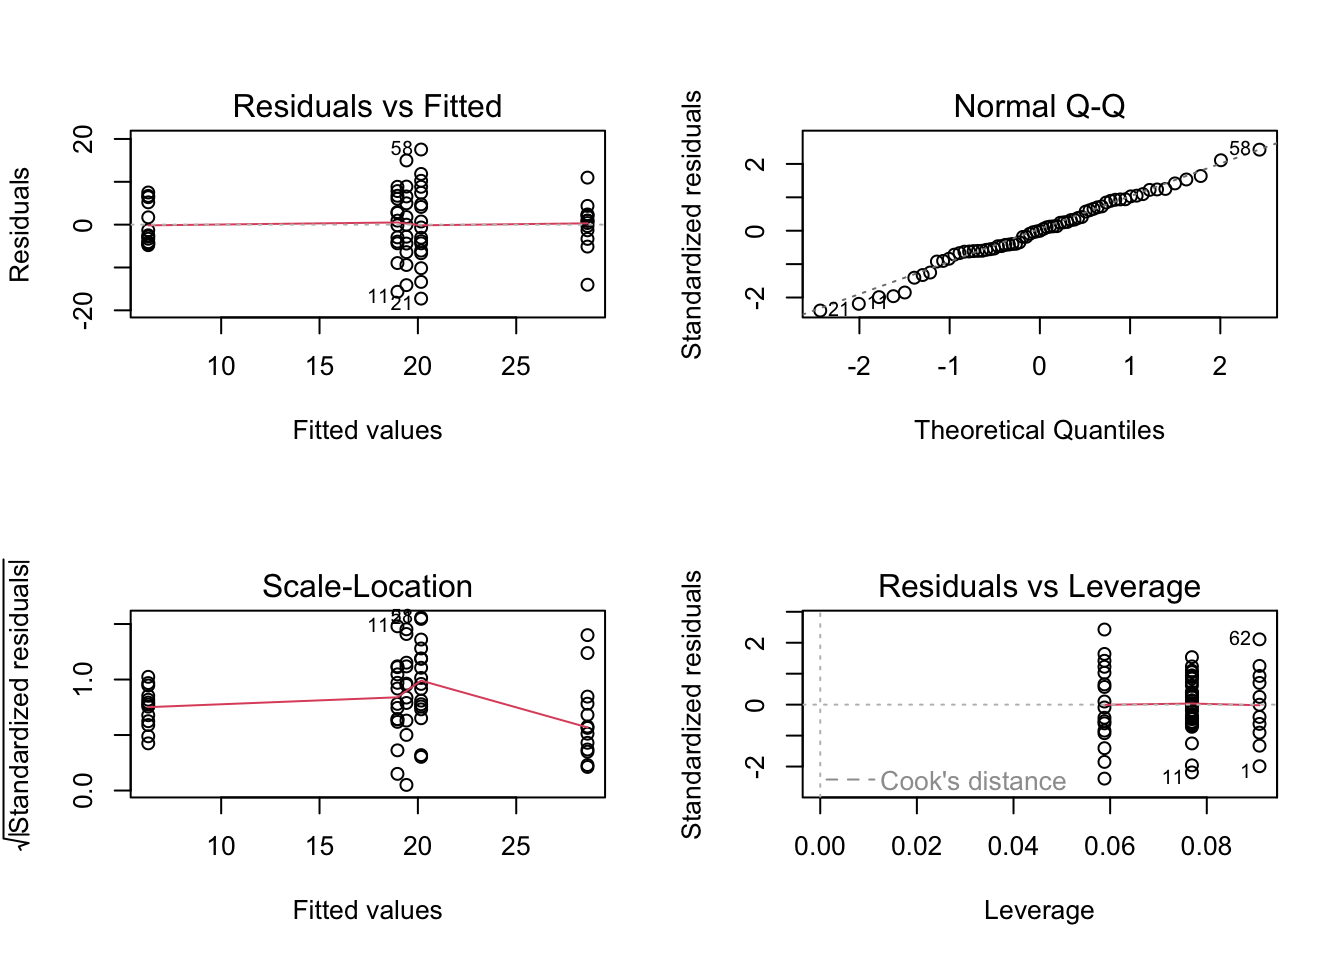 Residuals vs Fitted
Residuals
20
0
-20
58
11
21
10 15 20 25
Fitted values
Normal Q-Q
Standardized residuals
2
0
-2
58
21
11
-2 -1 0 1 2
Theoretical Quantiles
Scale-Location
√|Standardized residuals|
1.0
0.0
58
11
10 15 20 25
Fitted values
Residuals vs Leverage
Standardized residuals
2
0
-2
62
11
1
Cook's distance
0.00 0.02 0.04 0.06 0.08
Leverage